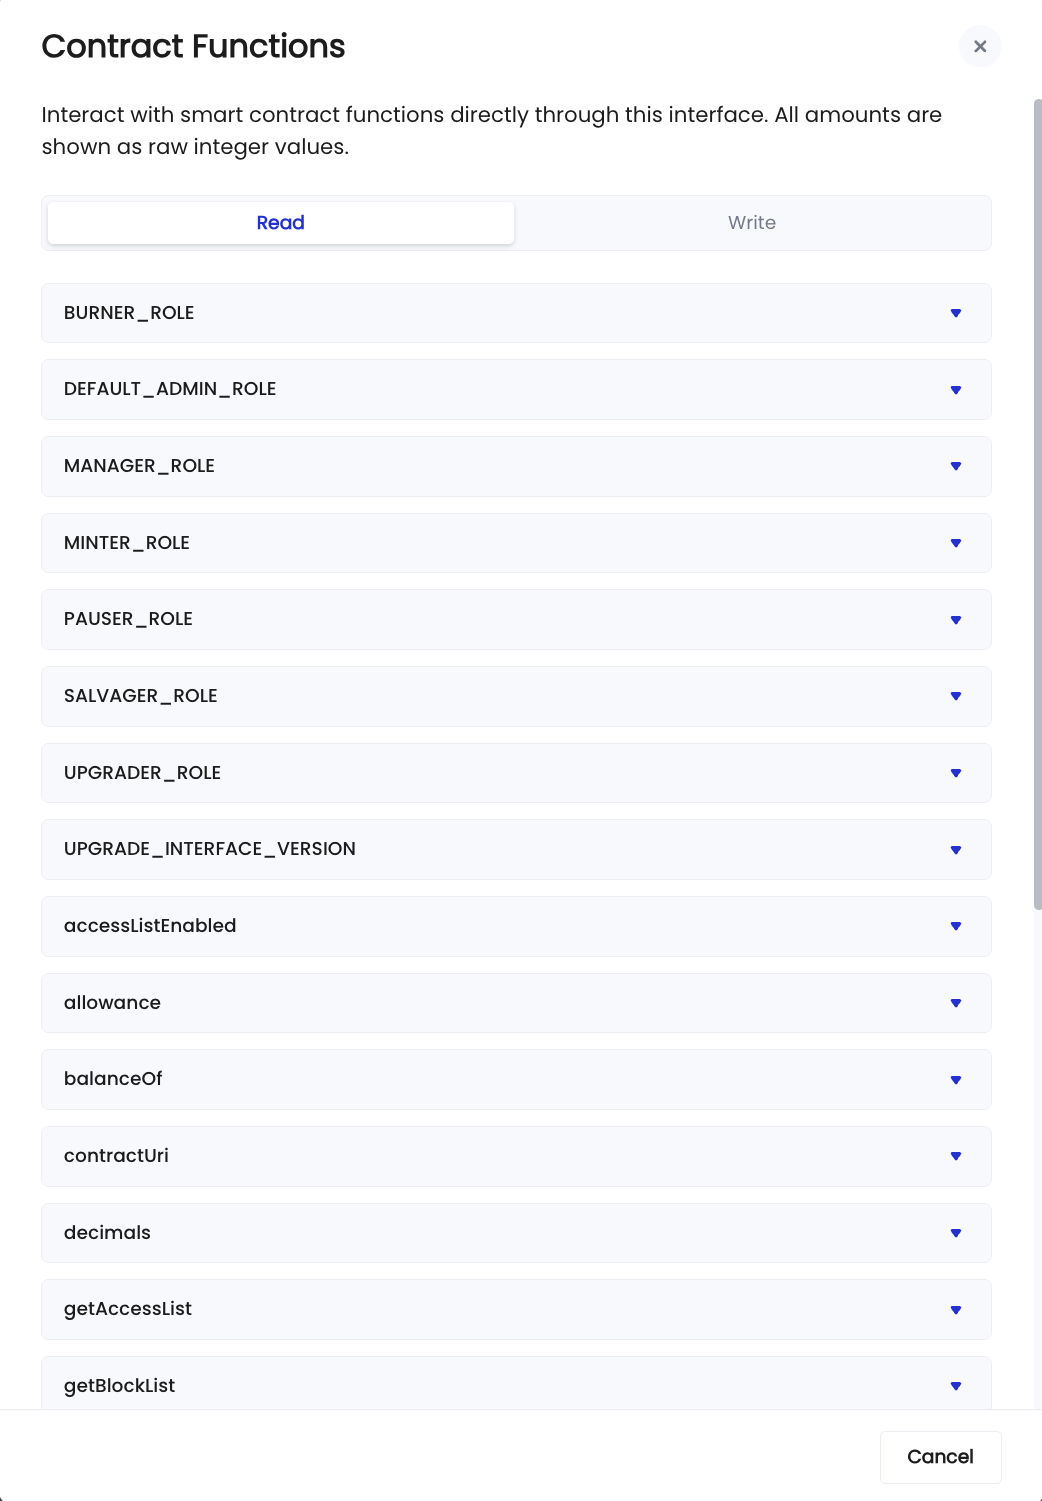 Contract Functions
Interact with smart contract functions directly through this interface. All amounts are
shown as raw integer values.
Read
Write
BURNER_ROLE
DEFAULT_ADMIN_ROLE
MANAGER_ROLE
MINTER_ROLE
PAUSER_ROLE
SALVAGER_ROLE
UPGRADER_ROLE
UPGRADE_INTERFACE_VERSION
accessListEnabled
allowance
balanceOf
contractUri
decimals
getAccessList
getBlockList
Cancel